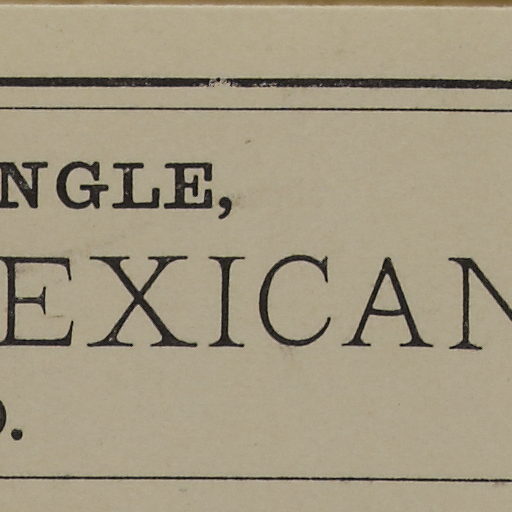 NGLE,
EXICAN
.